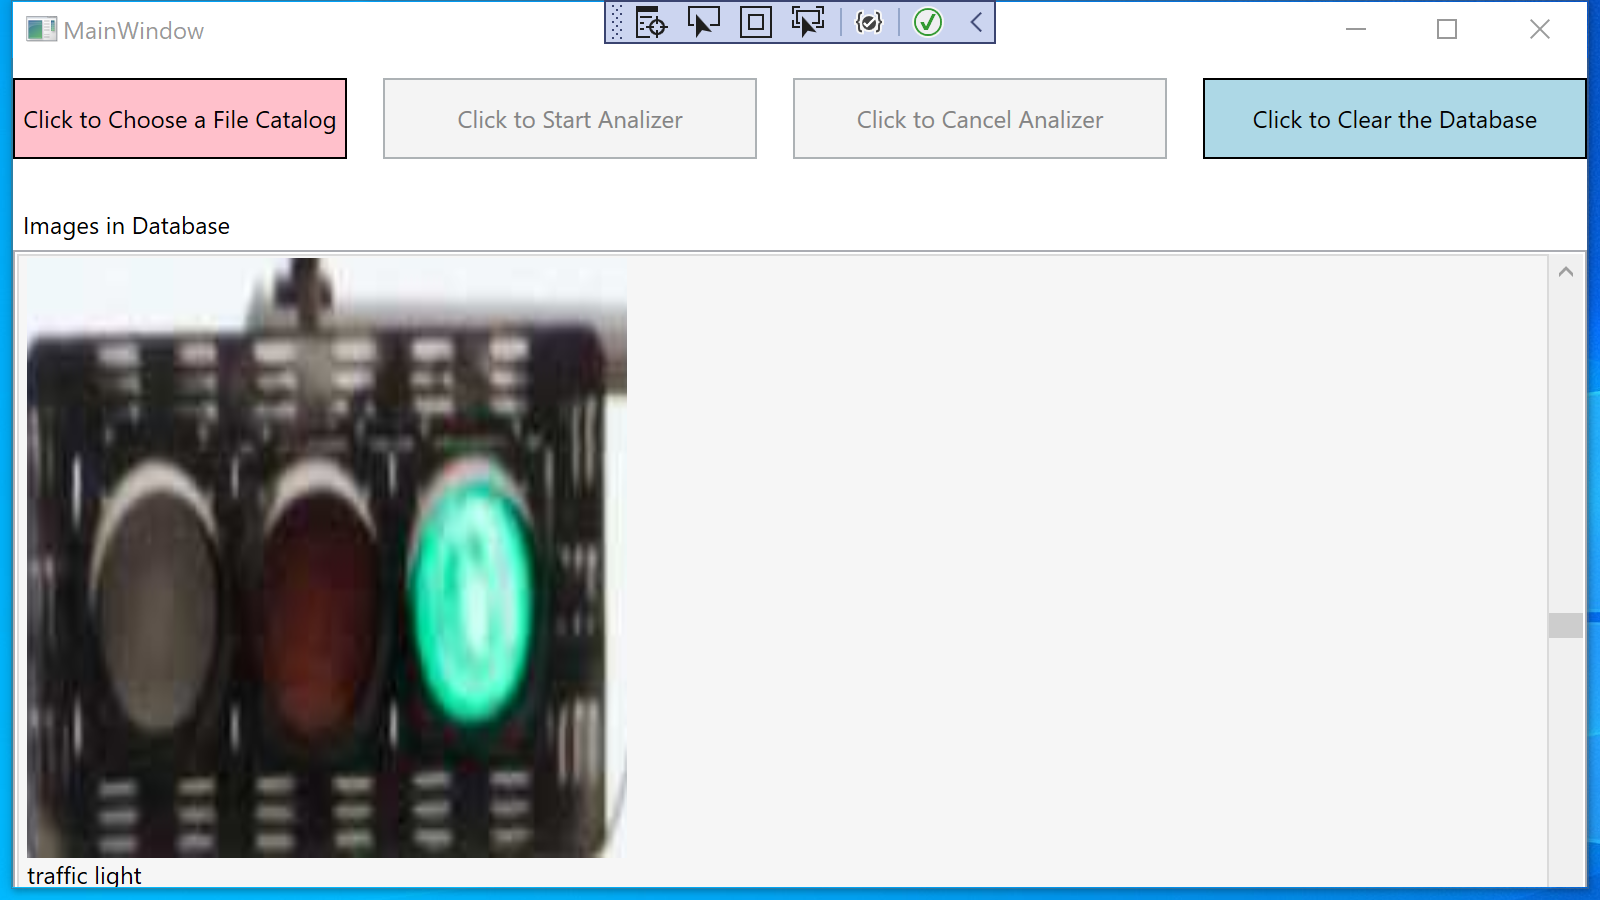 MainWindow
Click to Choose a File Catalog
Click to Start Analizer
Click to Cancel Analizer
Click to Clear the Database
Images in Database
traffic light